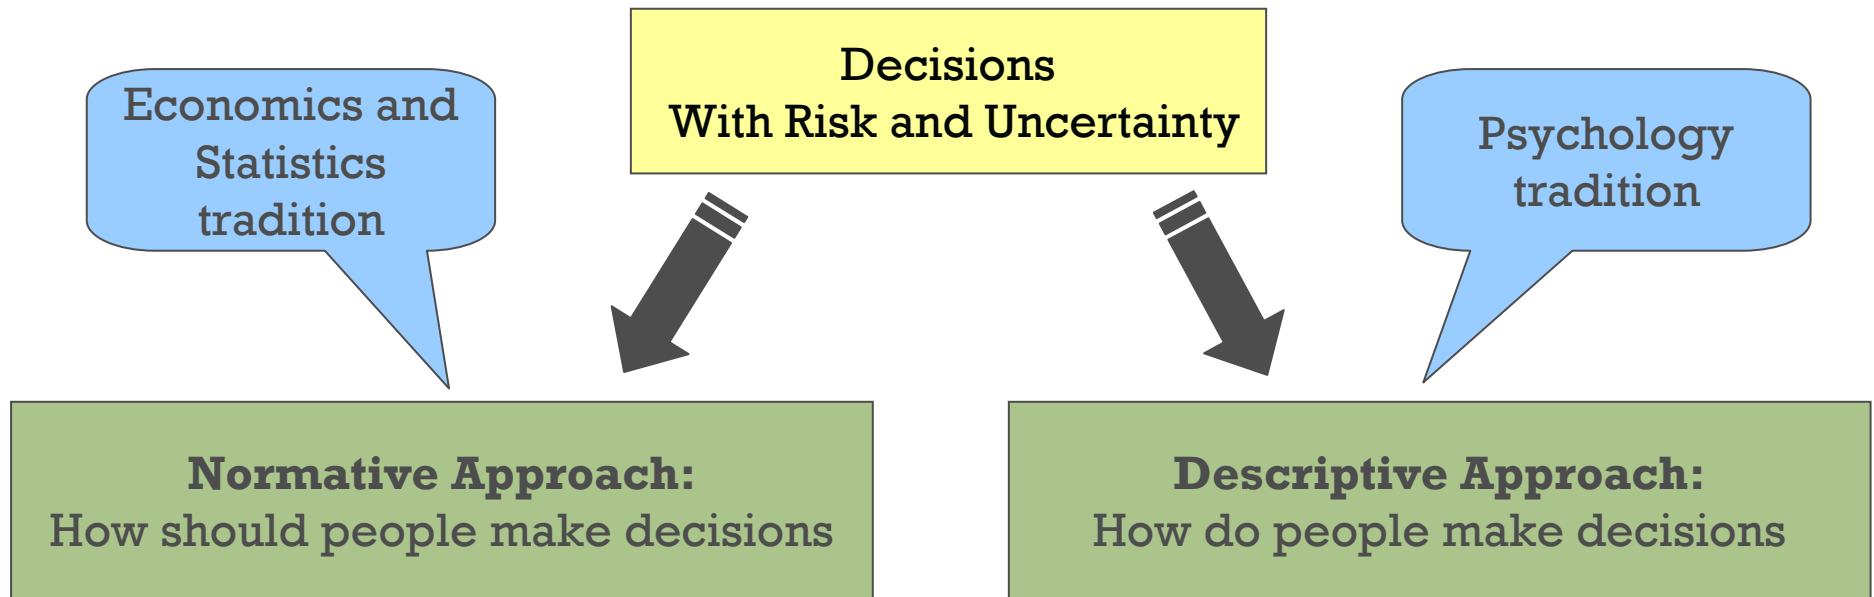 Decisions
With Risk and Uncertainty
Economics and
Statistics
tradition
Psychology
tradition
Normative Approach:
How should people make decisions
Descriptive Approach:
How do people make decisions